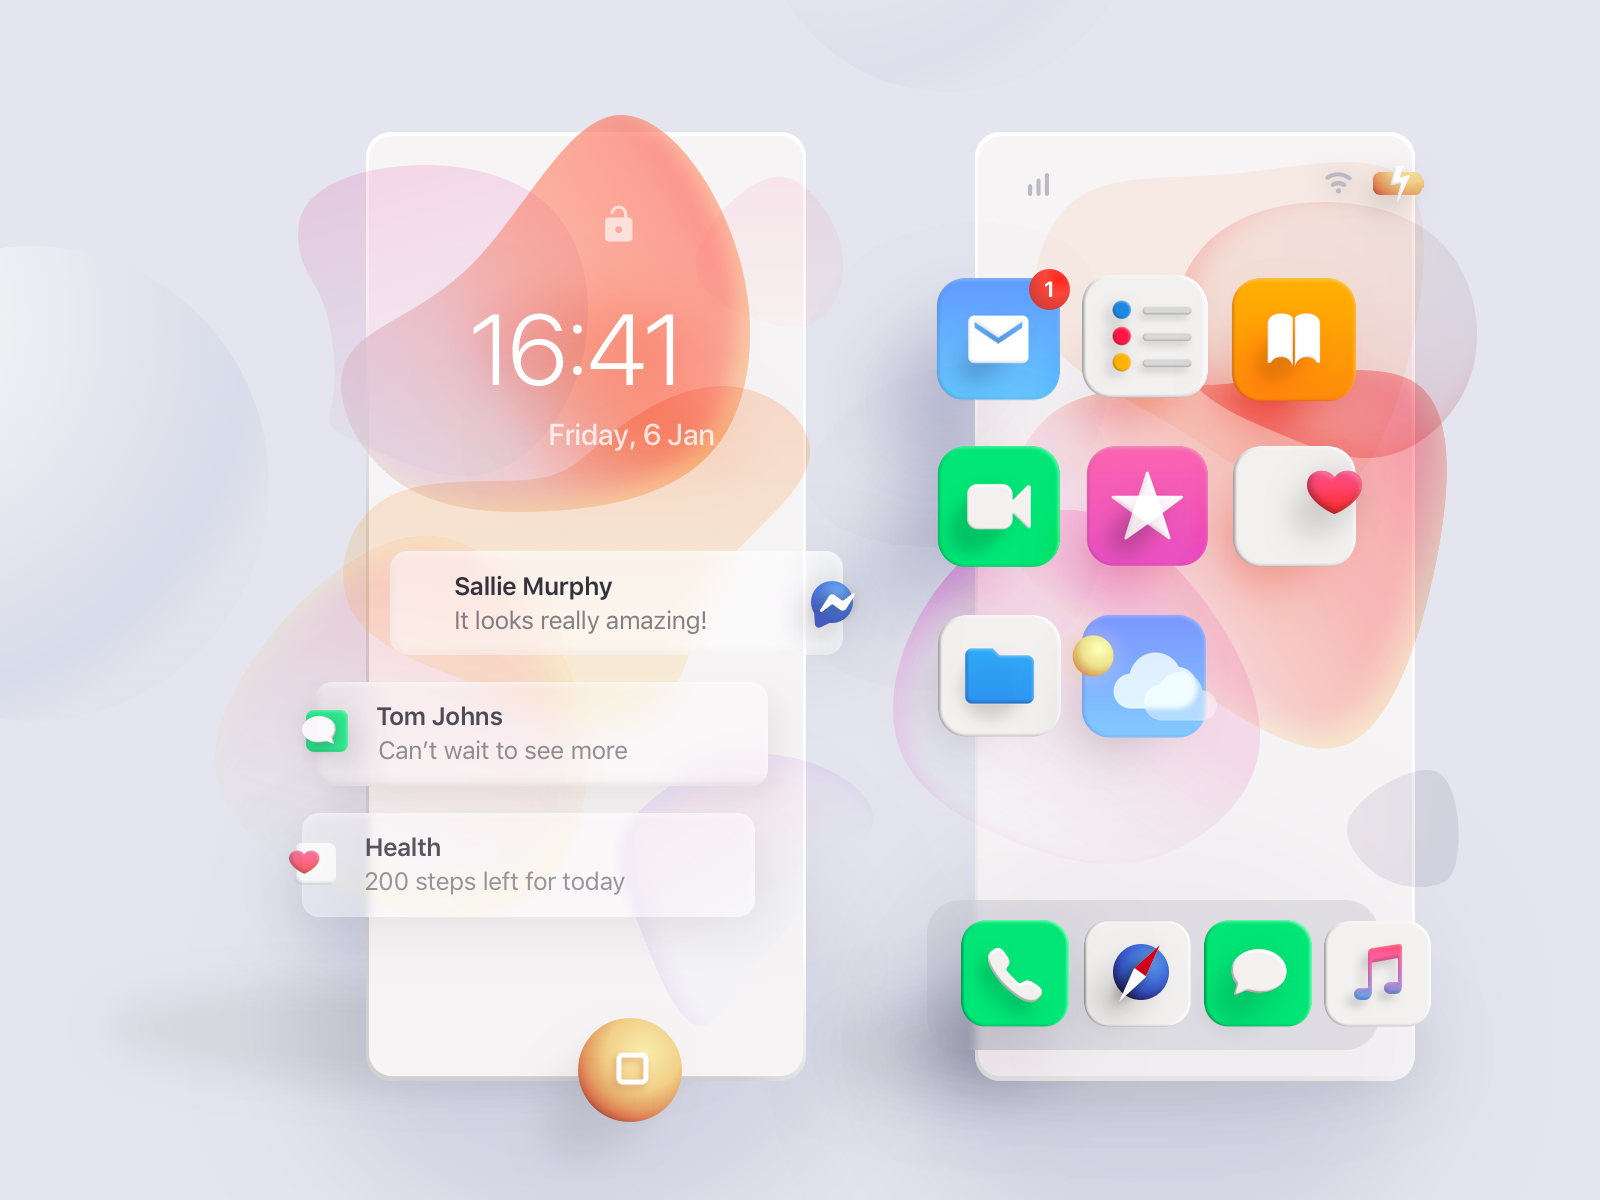 16:41
Friday, 6 Jan
Sallie Murphy
It looks really amazing!
Tom Johns
Can’t wait to see more
Health
200 steps left for today
1